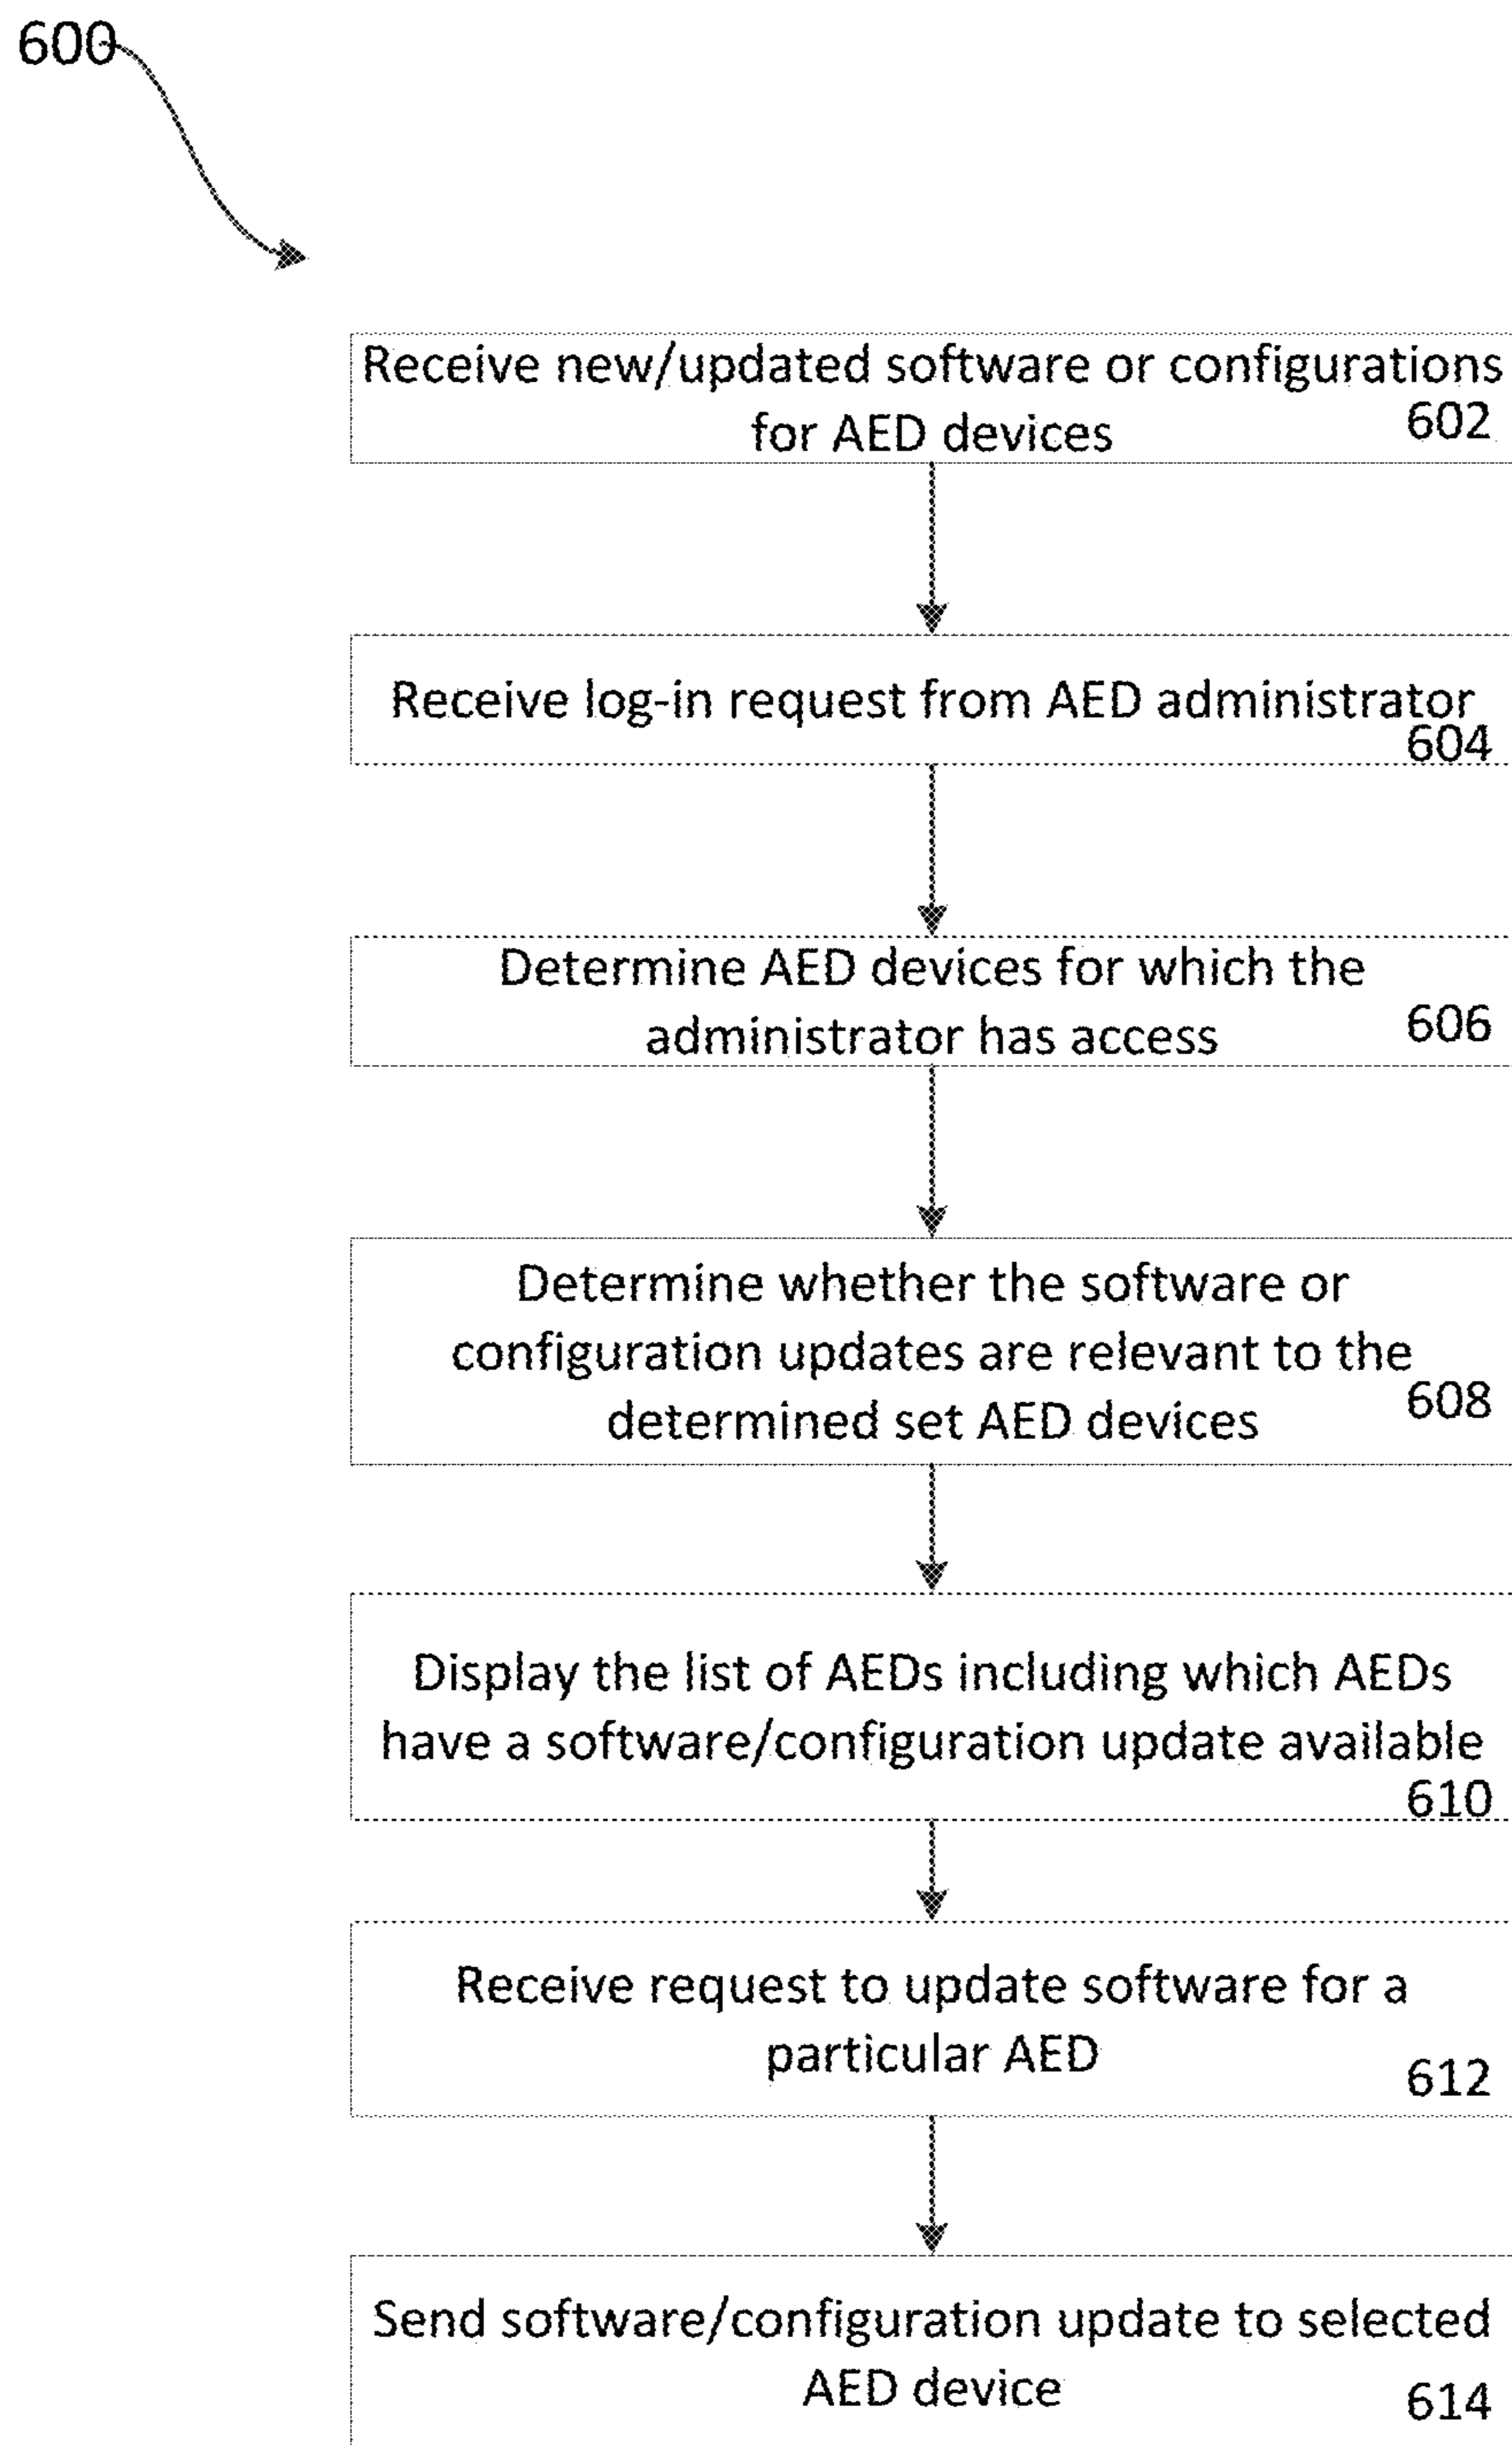 600
Receive new/updated software or configurations
for AED devices
602
Receive log-in request from AED administrator
604
Determine AED devices for which the
administrator has access
606
Determine whether the software or
configuration updates are relevant to the
determined set AED devices
608
Display the list of AEDs including which AEDs
have a software/configuration update available
610
Receive request to update software for a
particular AED
612
Send software/configuration update to selected
AED device
614